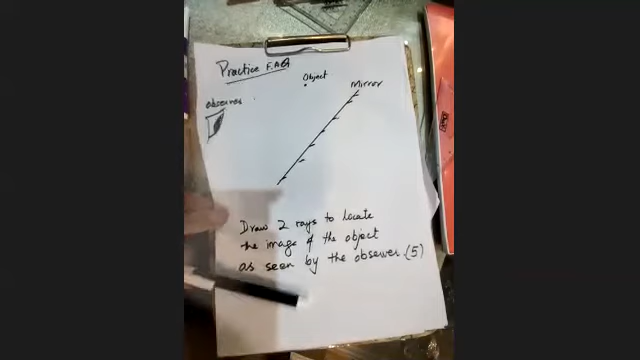 Practice F.A.Q
Object
Mirror
observer
Draw 2 rays to locate
the image of the object
as seen by the observer. (5)